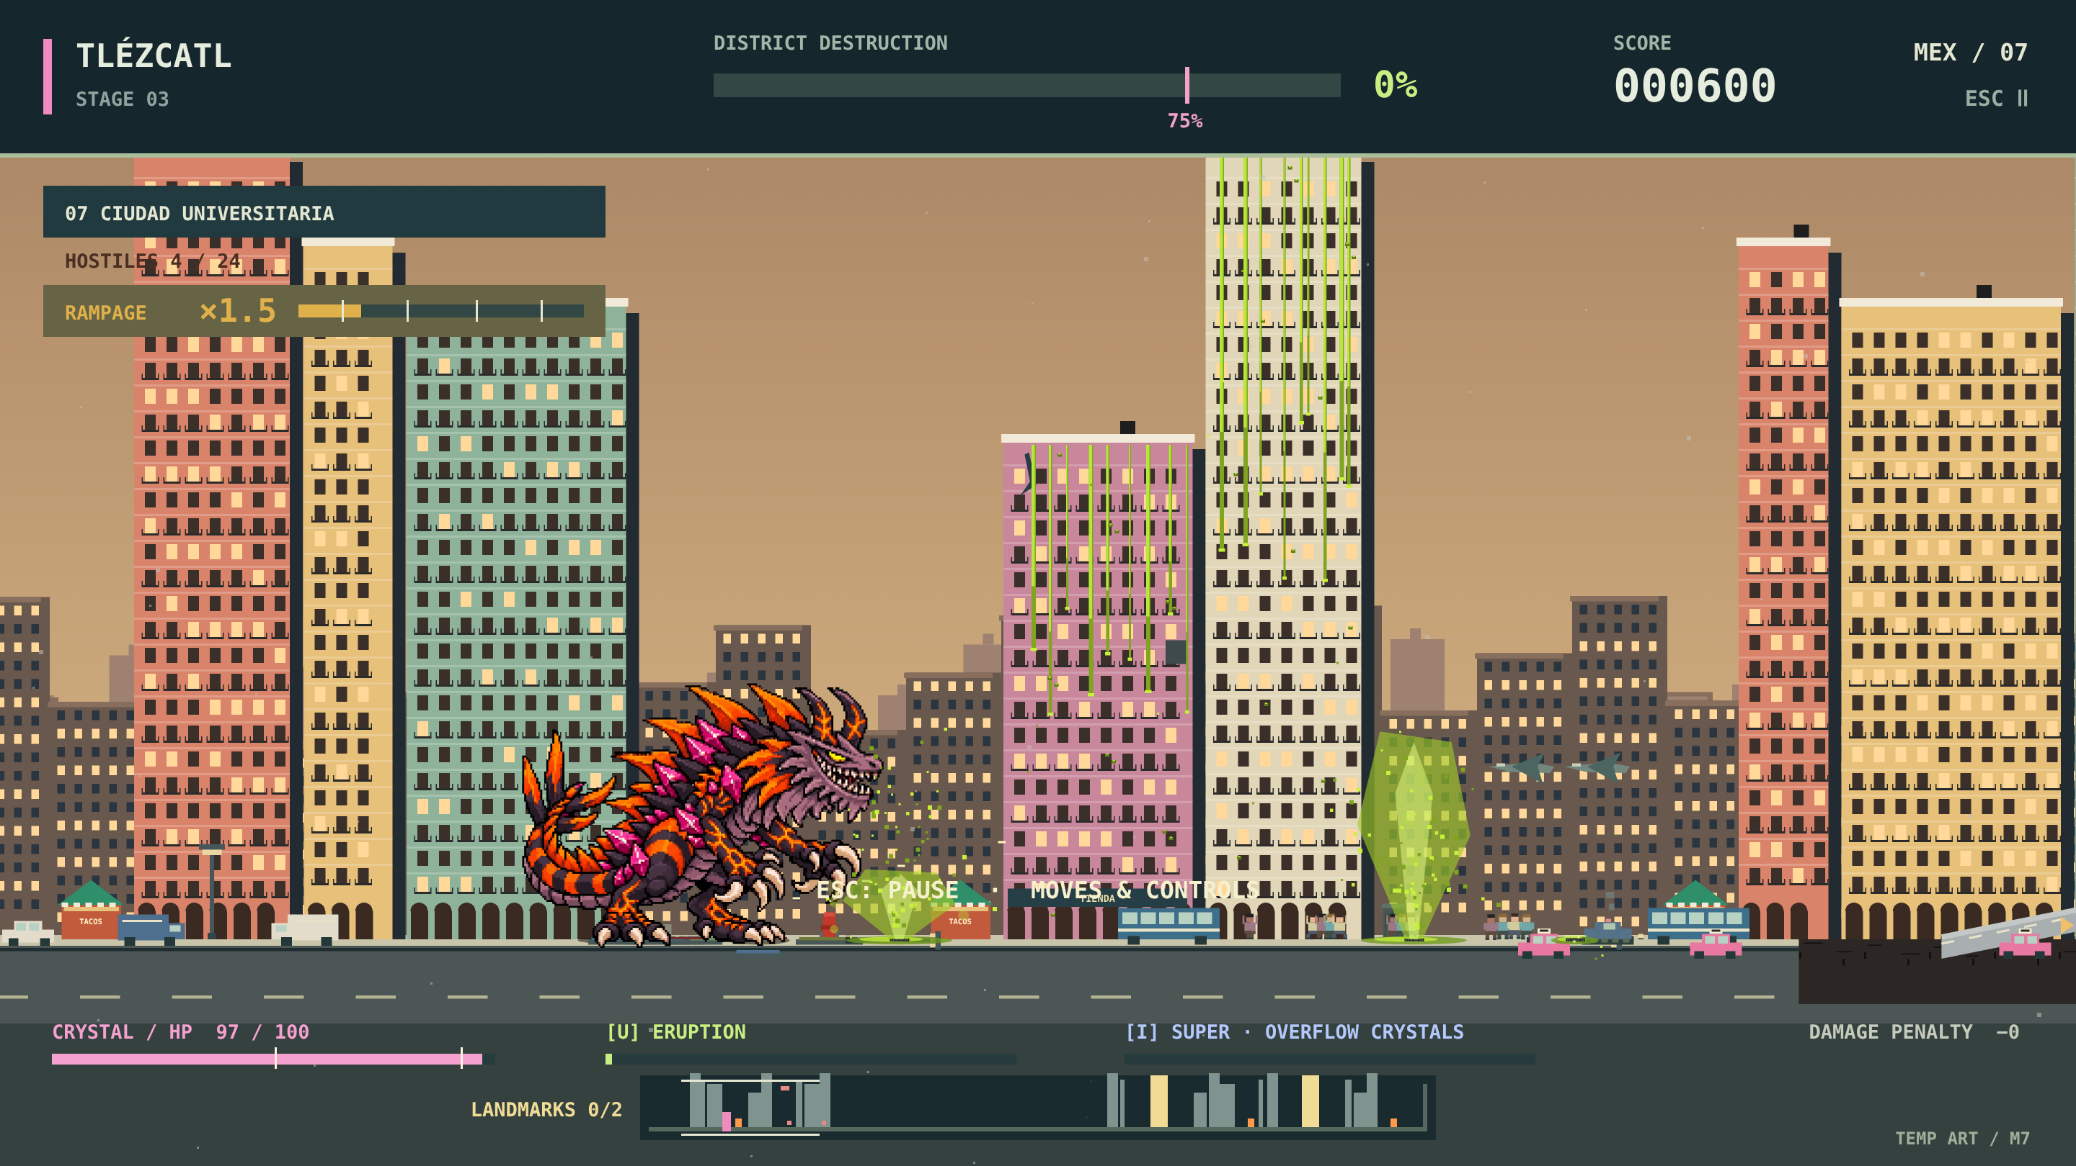 TLÉZCATL
STAGE 03
DISTRICT DESTRUCTION
0%
75%
SCORE
000600
MEX / 07
ESC II
07 CIUDAD UNIVERSITARIA
HOSTILES 4 / 24
RAMPAGE ×1.5
ESC: PAUSE · MOVES & CONTROLS
TIENDA
TACOS
TACOS
CRYSTAL / HP 97 / 100
[U] ERUPTION
[I] SUPER · OVERFLOW CRYSTALS
DAMAGE PENALTY −0
LANDMARKS 0/2
TEMP ART / M7